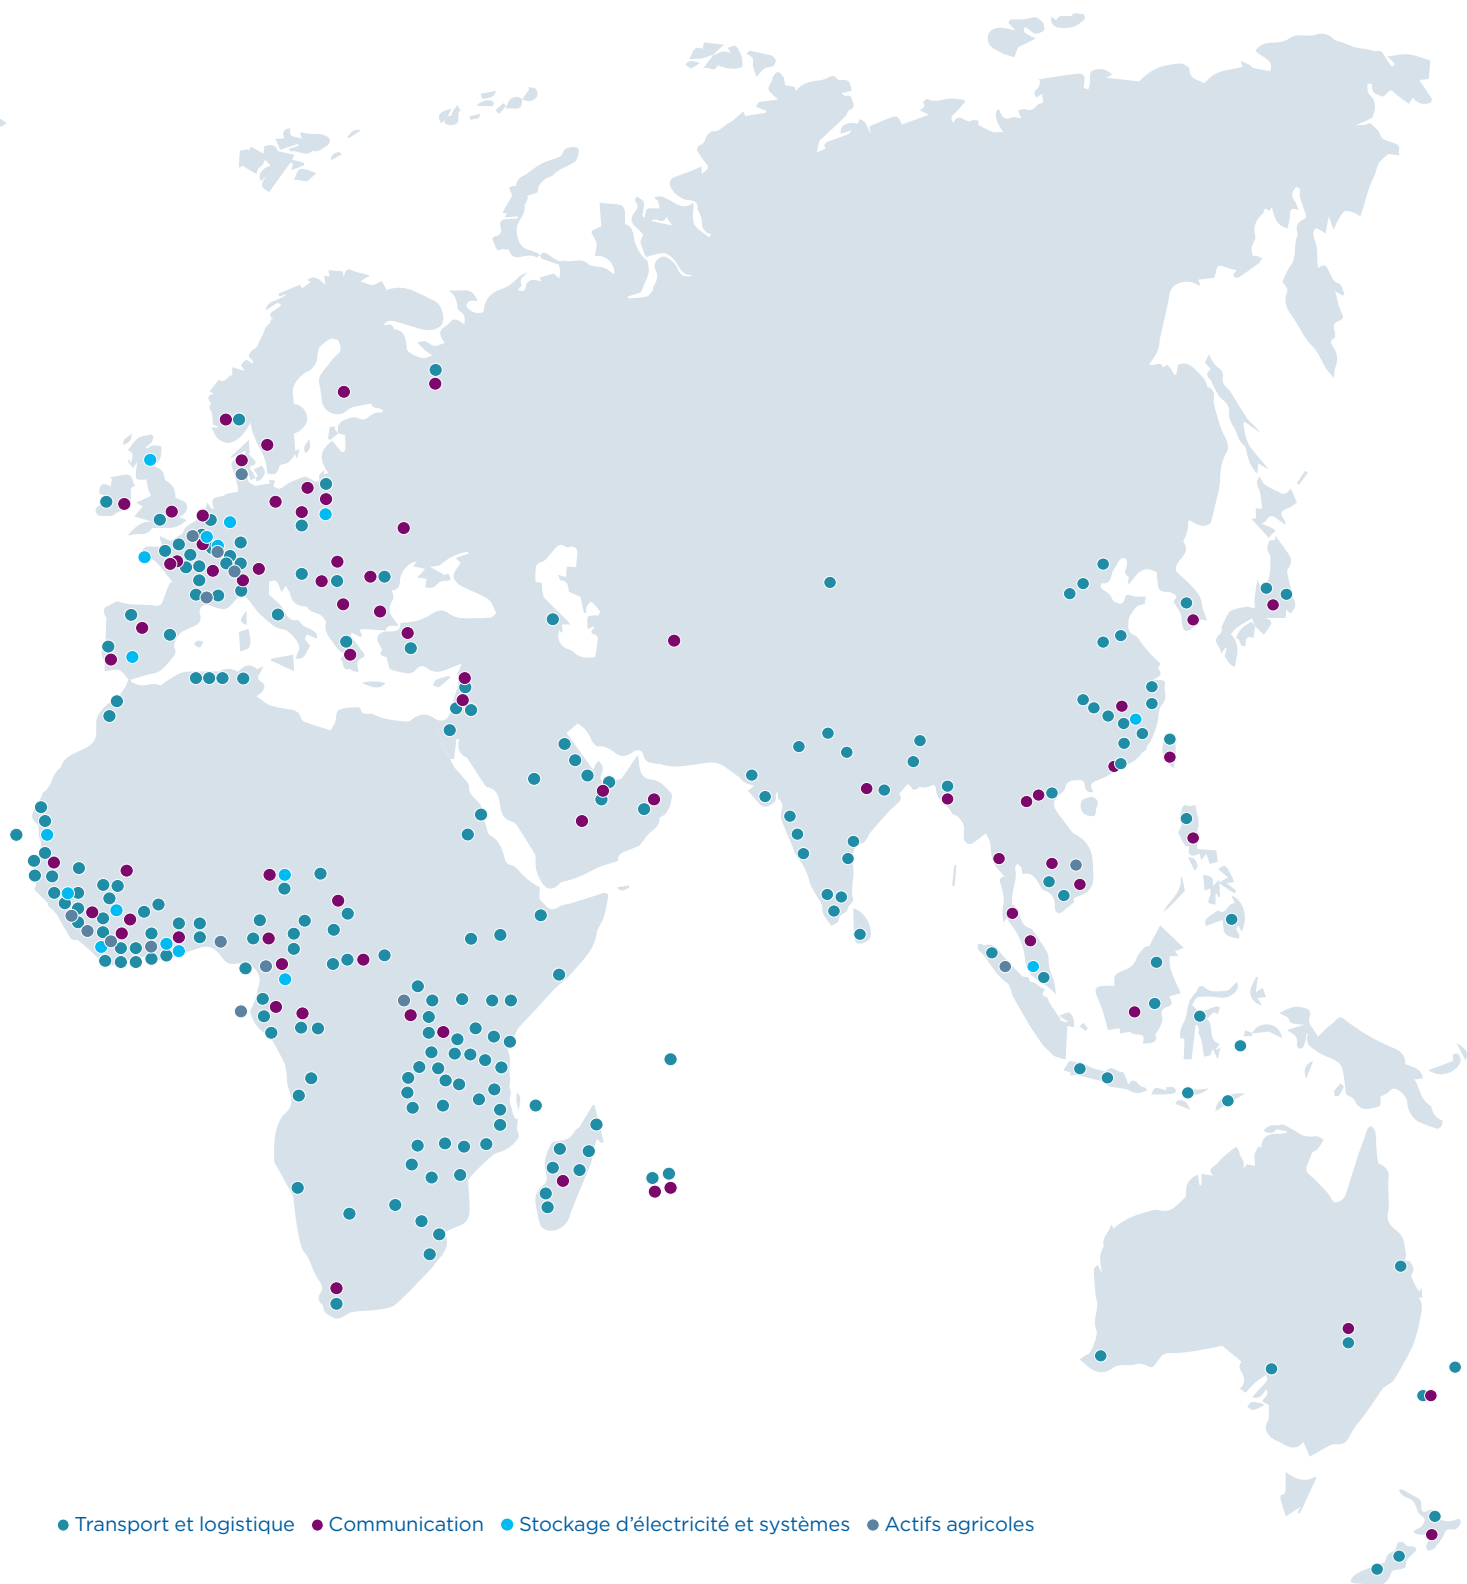 Transport et logistique Communication Stockage d’électricité et systèmes Actifs agricoles